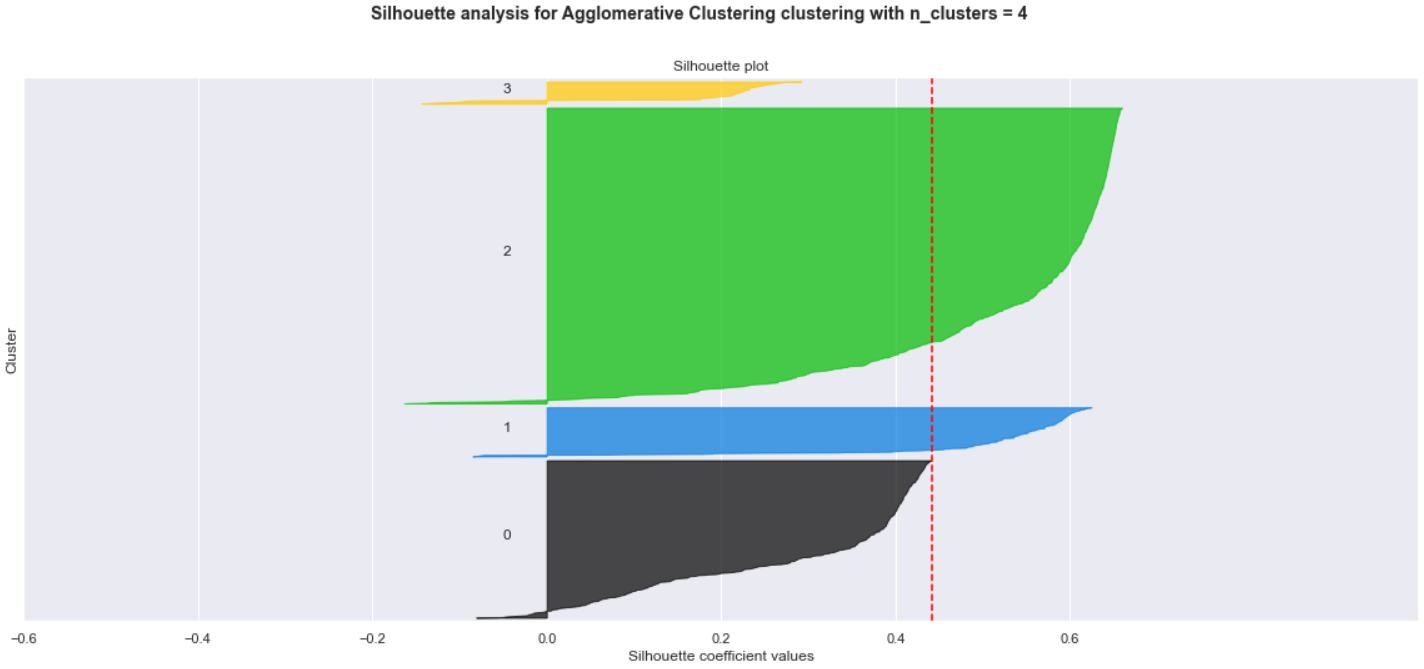 Silhouette analysis for Agglomerative Clustering clustering with n_clusters = 4
Silhouette plot
3
2
1
0
Cluster
−0.6 −0.4 −0.2 0.0 0.2 0.4 0.6
Silhouette coefficient values